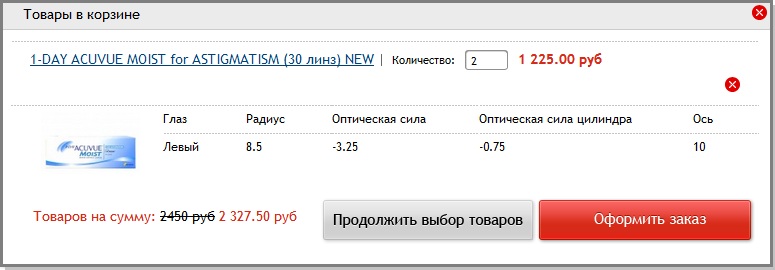 Товары в корзине
1-DAY ACUVUE MOIST for ASTIGMATISM (30 линз) NEW | Количество: 2 1 225.00 руб
Глаз Радиус Оптическая сила Оптическая сила цилиндра Ось
Левый 8.5 -3.25 -0.75 10
ACUVUE
MOIST
Товаров на сумму: 2450 руб 2 327.50 руб
Продолжить выбор товаров
Оформить заказ